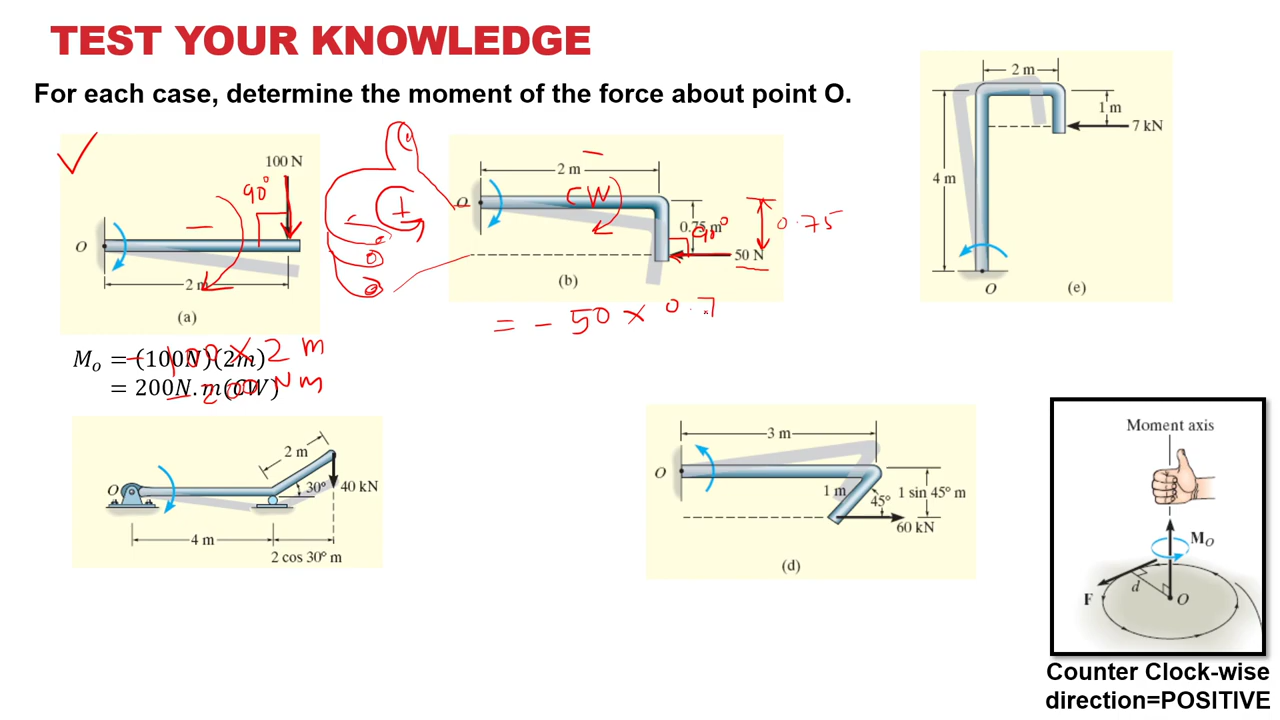 TEST YOUR KNOWLEDGE
For each case, determine the moment of the force about point O.
100 N
90°
−
O
2 m
(a)
+
−
2 m
CW
O
0.75 m
90°
50 N
0.75
(b)
= − 50 × 0.7
2 m
1 m
7 kN
4 m
O
(e)
M_o = −(100N)(2m)
− 100 × 2 m
= 200N.m(CW)
− 200 N m
2 m
O
30°
40 kN
4 m
2 cos 30° m
3 m
O
1 m
45°
1 sin 45° m
60 kN
(d)
Moment axis
M_O
F
d
O
Counter Clock-wise
direction=POSITIVE